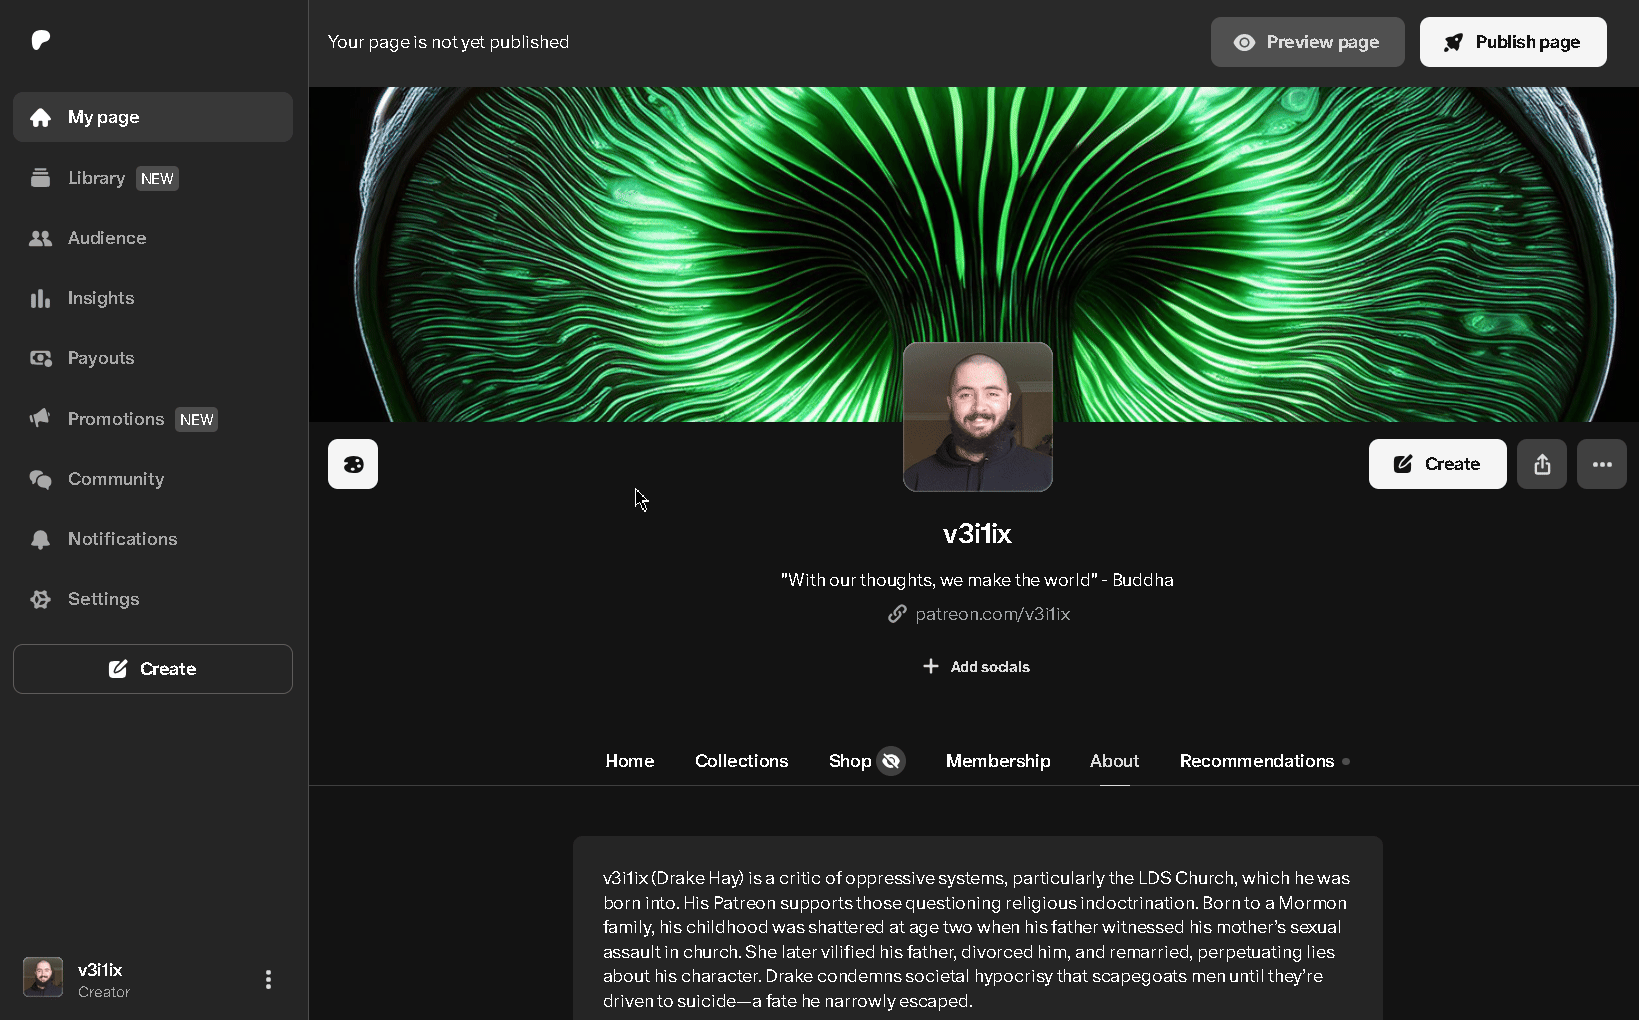 Your page is not yet published
Preview page
Publish page
My page
Library NEW
Audience
Insights
Payouts
Promotions NEW
Community
Notifications
Settings
Create
Create
v3i1ix
"With our thoughts, we make the world" - Buddha
patreon.com/v3i1ix
Add socials
Home Collections Shop Membership About Recommendations
v3i1ix (Drake Hay) is a critic of oppressive systems, particularly the LDS Church, which he was
born into. His Patreon supports those questioning religious indoctrination. Born to a Mormon
family, his childhood was shattered at age two when his father witnessed his mother’s sexual
assault in church. She later vilified his father, divorced him, and remarried, perpetuating lies
about his character. Drake condemns societal hypocrisy that scapegoats men until they’re
driven to suicide—a fate he narrowly escaped.
v3i1ix
Creator